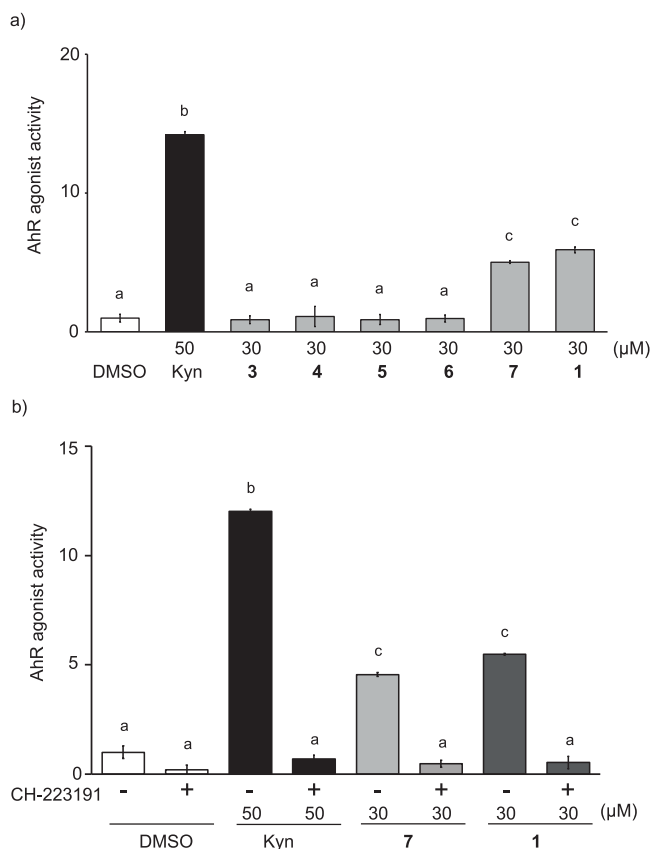 a)
20
10
0
AhR agonist activity
a b a a a a c c
50 30 30 30 30 30 30 (μM)
DMSO Kyn 3 4 5 6 7 1
b)
15
10
5
0
AhR agonist activity
a a b a c a c a
CH-223191 - + - + - + - +
50 50 30 30 30 30 (μM)
DMSO Kyn 7 1